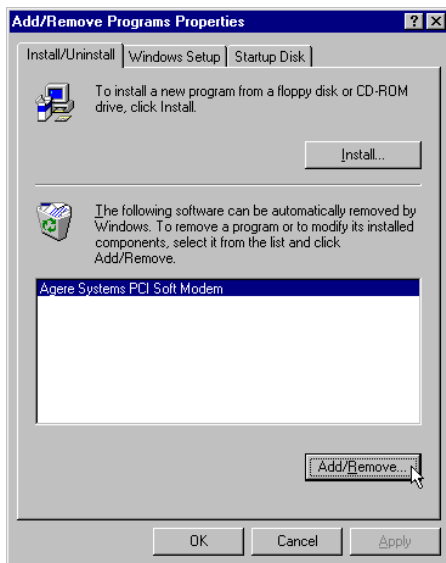 Add/Remove Programs Properties
Install/Uninstall
Windows Setup
Startup Disk
To install a new program from a floppy disk or CD-ROM
drive, click Install.
Install...
The following software can be automatically removed by
Windows. To remove a program or to modify its installed
components, select it from the list and click
Add/Remove.
Agere Systems PCI Soft Modem
Add/Remove...
OK
Cancel
Apply